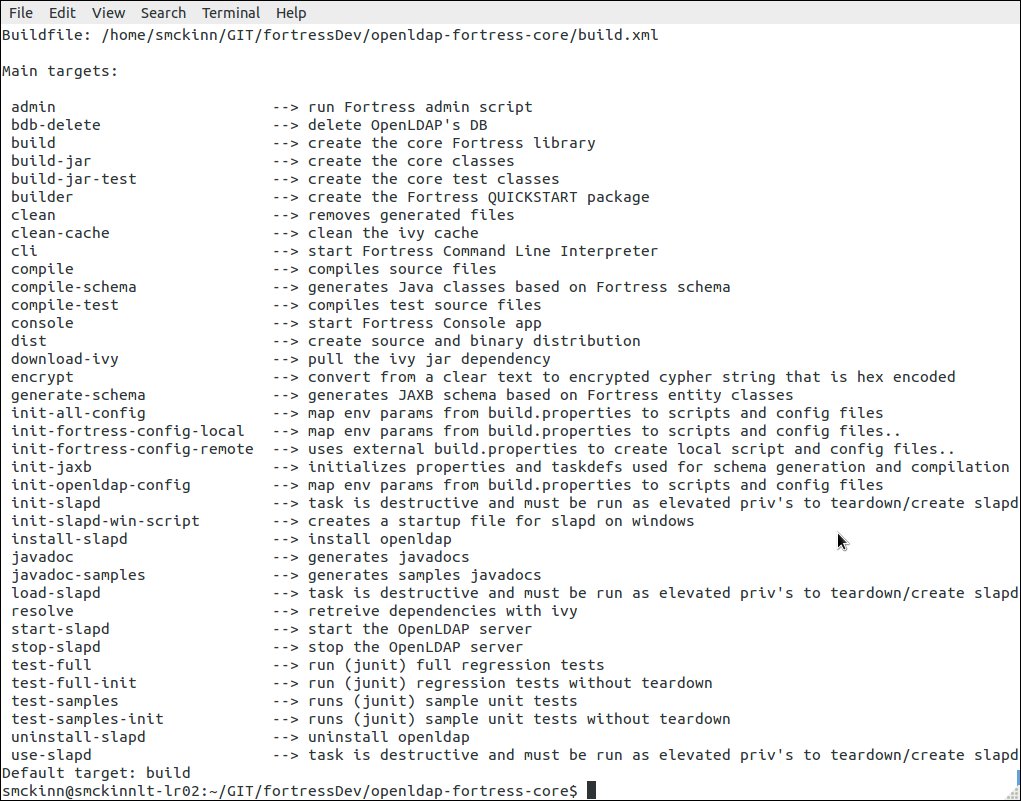 File Edit View Search Terminal Help
Buildfile: /home/smckinn/GIT/fortressDev/openldap-fortress-core/build.xml
Main targets:
admin --> run Fortress admin script
bdb-delete --> delete OpenLDAP's DB
build --> create the core Fortress library
build-jar --> create the core classes
build-jar-test --> create the core test classes
builder --> create the Fortress QUICKSTART package
clean --> removes generated files
clean-cache --> clean the ivy cache
cli --> start Fortress Command Line Interpreter
compile --> compiles source files
compile-schema --> generates Java classes based on Fortress schema
compile-test --> compiles test source files
console --> start Fortress Console app
dist --> create source and binary distribution
download-ivy --> pull the ivy jar dependency
encrypt --> convert from a clear text to encrypted cypher string that is hex encoded
generate-schema --> generates JAXB schema based on Fortress entity classes
init-all-config --> map env params from build.properties to scripts and config files
init-fortress-config-local --> map env params from build.properties to scripts and config files..
init-fortress-config-remote --> uses external build.properties to create local script and config files..
init-jaxb --> initializes properties and taskdefs used for schema generation and compilation
init-openldap-config --> map env params from build.properties to scripts and config files
init-slapd --> task is destructive and must be run as elevated priv's to teardown/create slapd
init-slapd-win-script --> creates a startup file for slapd on windows
install-slapd --> install openldap
javadoc --> generates javadocs
javadoc-samples --> generates samples javadocs
load-slapd --> task is destructive and must be run as elevated priv's to teardown/create slapd
resolve --> retreive dependencies with ivy
start-slapd --> start the OpenLDAP server
stop-slapd --> stop the OpenLDAP server
test-full --> run (junit) full regression tests
test-full-init --> run (junit) regression tests without teardown
test-samples --> runs (junit) sample unit tests
test-samples-init --> runs (junit) sample unit tests without teardown
uninstall-slapd --> uninstall openldap
use-slapd --> task is destructive and must be run as elevated priv's to teardown/create slapd
Default target: build
smckinn@smckinnlt-lr02:~/GIT/fortressDev/openldap-fortress-core$